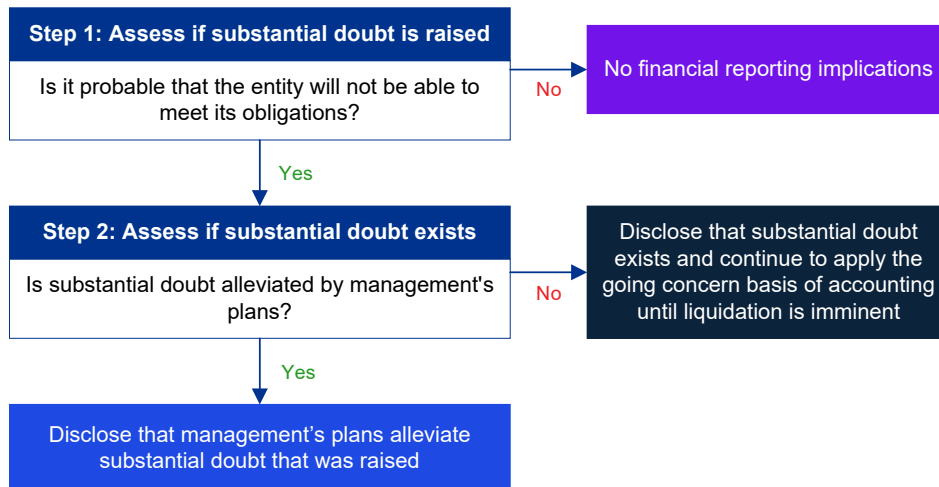 Step 1: Assess if substantial doubt is raised
Is it probable that the entity will not be able to
meet its obligations?
No
No financial reporting implications
Yes
Step 2: Assess if substantial doubt exists
Is substantial doubt alleviated by management's
plans?
No
Disclose that substantial doubt
exists and continue to apply the
going concern basis of accounting
until liquidation is imminent
Yes
Disclose that management’s plans alleviate
substantial doubt that was raised